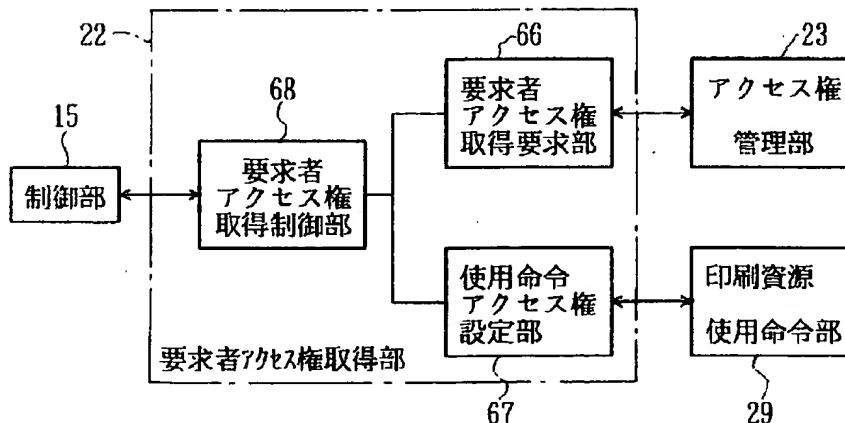 22
66
23
68
15
要求者
アクセス権
取得要求部
アクセス権
管理部
要求者
アクセス権
取得制御部
制御部
使用命令
アクセス権
設定部
印刷資源
使用命令部
要求者アクセス権取得部
67
29